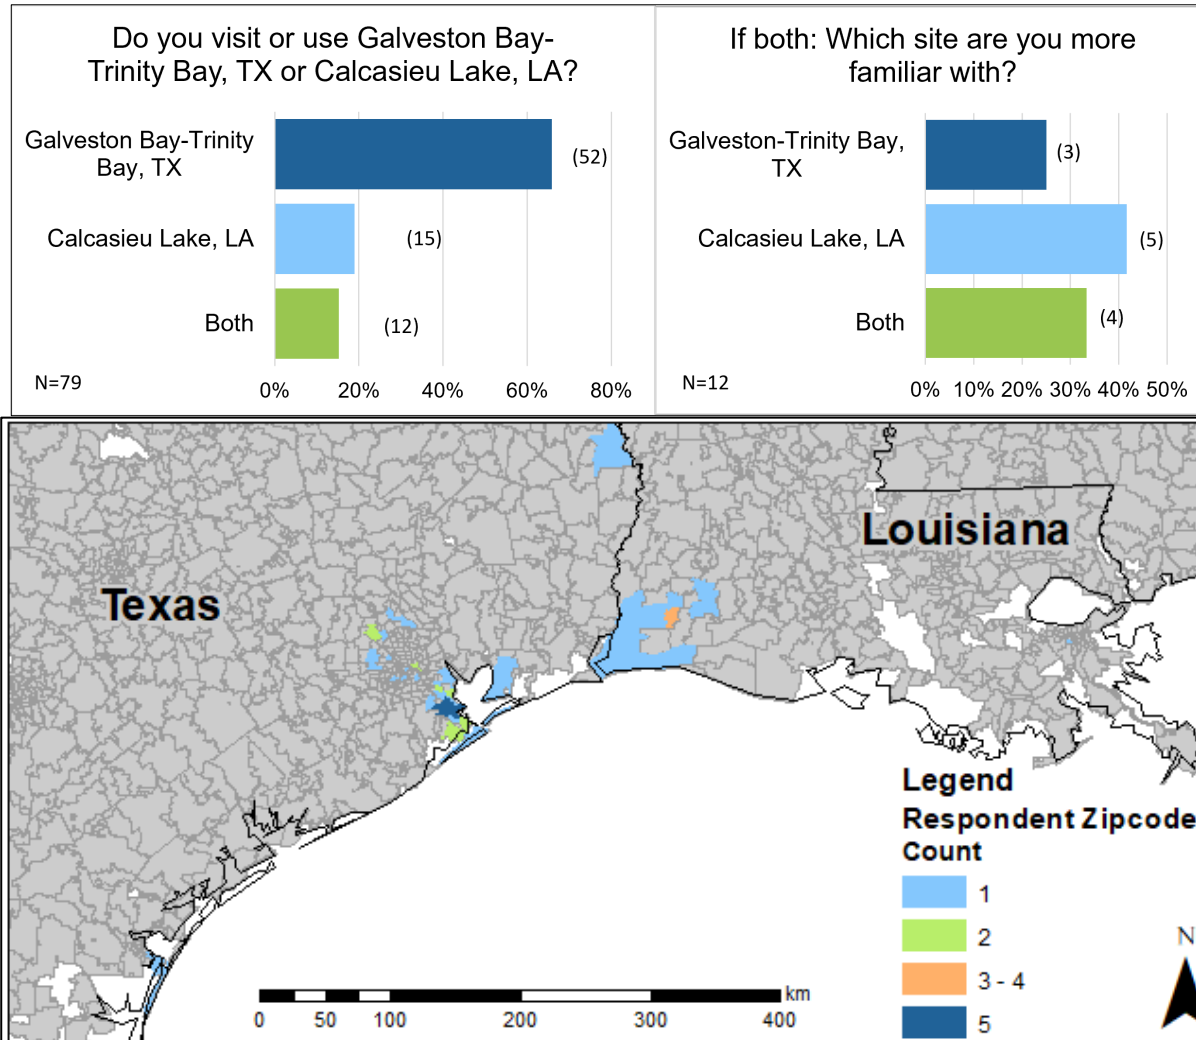 Do you visit or use Galveston Bay-
Trinity Bay, TX or Calcasieu Lake, LA?
Galveston Bay-Trinity
Bay, TX
(52)
Calcasieu Lake, LA
(15)
Both
(12)
N=79
0% 20% 40% 60% 80%
If both: Which site are you more
familiar with?
Galveston-Trinity Bay,
TX
(3)
Calcasieu Lake, LA
(5)
Both
(4)
N=12
0% 10% 20% 30% 40% 50%
Louisiana
Texas
Legend
Respondent Zipcode
Count
1
2
3 - 4
5
N
km
0 50 100 200 300 400